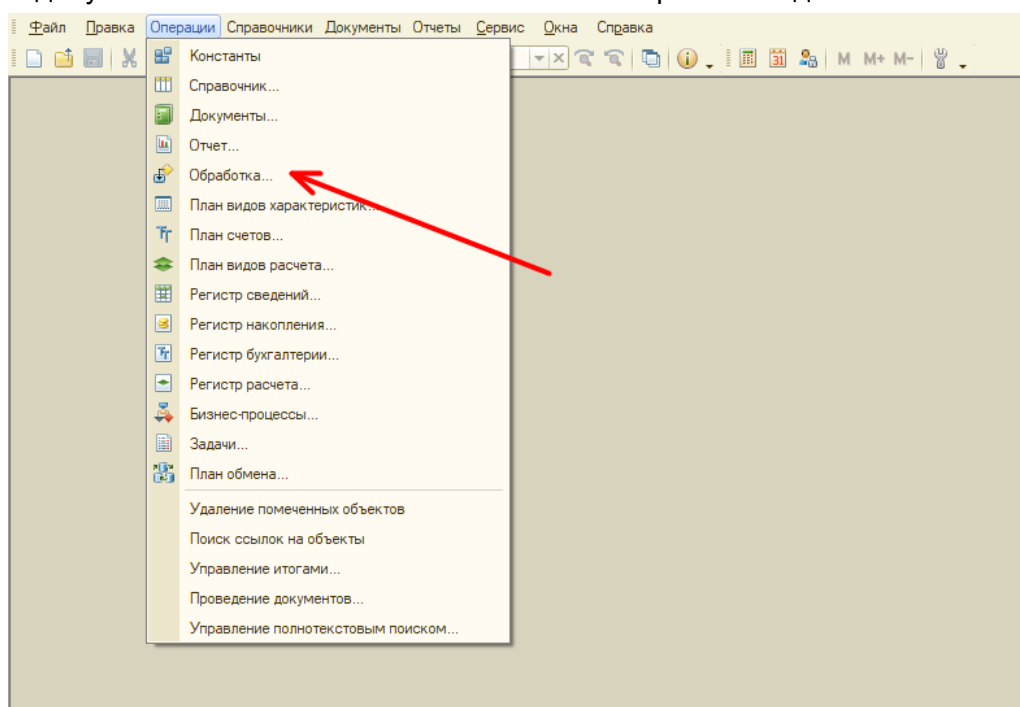 Файл Правка Операции Справочники Документы Отчеты Сервис Окна Справка
31 M M+ M-
Константы
Справочник...
Документы...
Отчет...
Обработка...
План видов характеристик...
План счетов...
План видов расчета...
Регистр сведений...
Регистр накопления...
Регистр бухгалтерии...
Регистр расчета...
Бизнес-процессы...
Задачи...
План обмена...
Удаление помеченных объектов
Поиск ссылок на объекты
Управление итогами...
Проведение документов...
Управление полнотекстовым поиском...